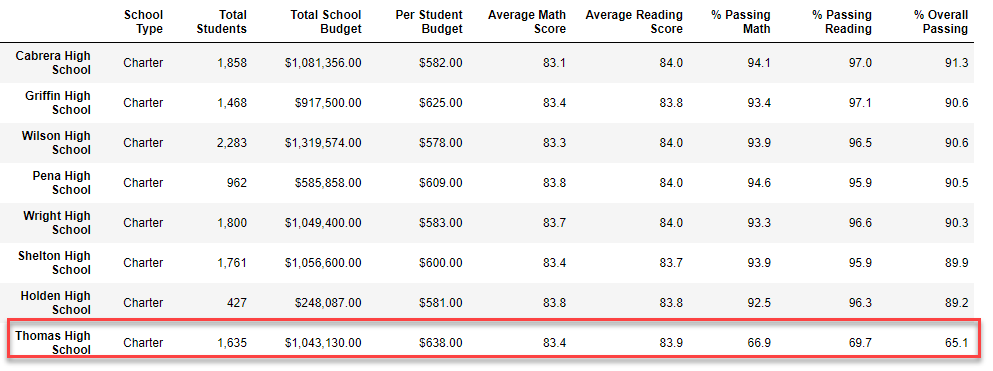 School Type Total Students Total School Budget Per Student Budget Average Math Score Average Reading Score % Passing Math % Passing Reading % Overall Passing
Cabrera High School Charter 1,858 $1,081,356.00 $582.00 83.1 84.0 94.1 97.0 91.3
Griffin High School Charter 1,468 $917,500.00 $625.00 83.4 83.8 93.4 97.1 90.6
Wilson High School Charter 2,283 $1,319,574.00 $578.00 83.3 84.0 93.9 96.5 90.6
Pena High School Charter 962 $585,858.00 $609.00 83.8 84.0 94.6 95.9 90.5
Wright High School Charter 1,800 $1,049,400.00 $583.00 83.7 84.0 93.3 96.6 90.3
Shelton High School Charter 1,761 $1,056,600.00 $600.00 83.4 83.7 93.9 95.9 89.9
Holden High School Charter 427 $248,087.00 $581.00 83.8 83.8 92.5 96.3 89.2
Thomas High School Charter 1,635 $1,043,130.00 $638.00 83.4 83.9 66.9 69.7 65.1